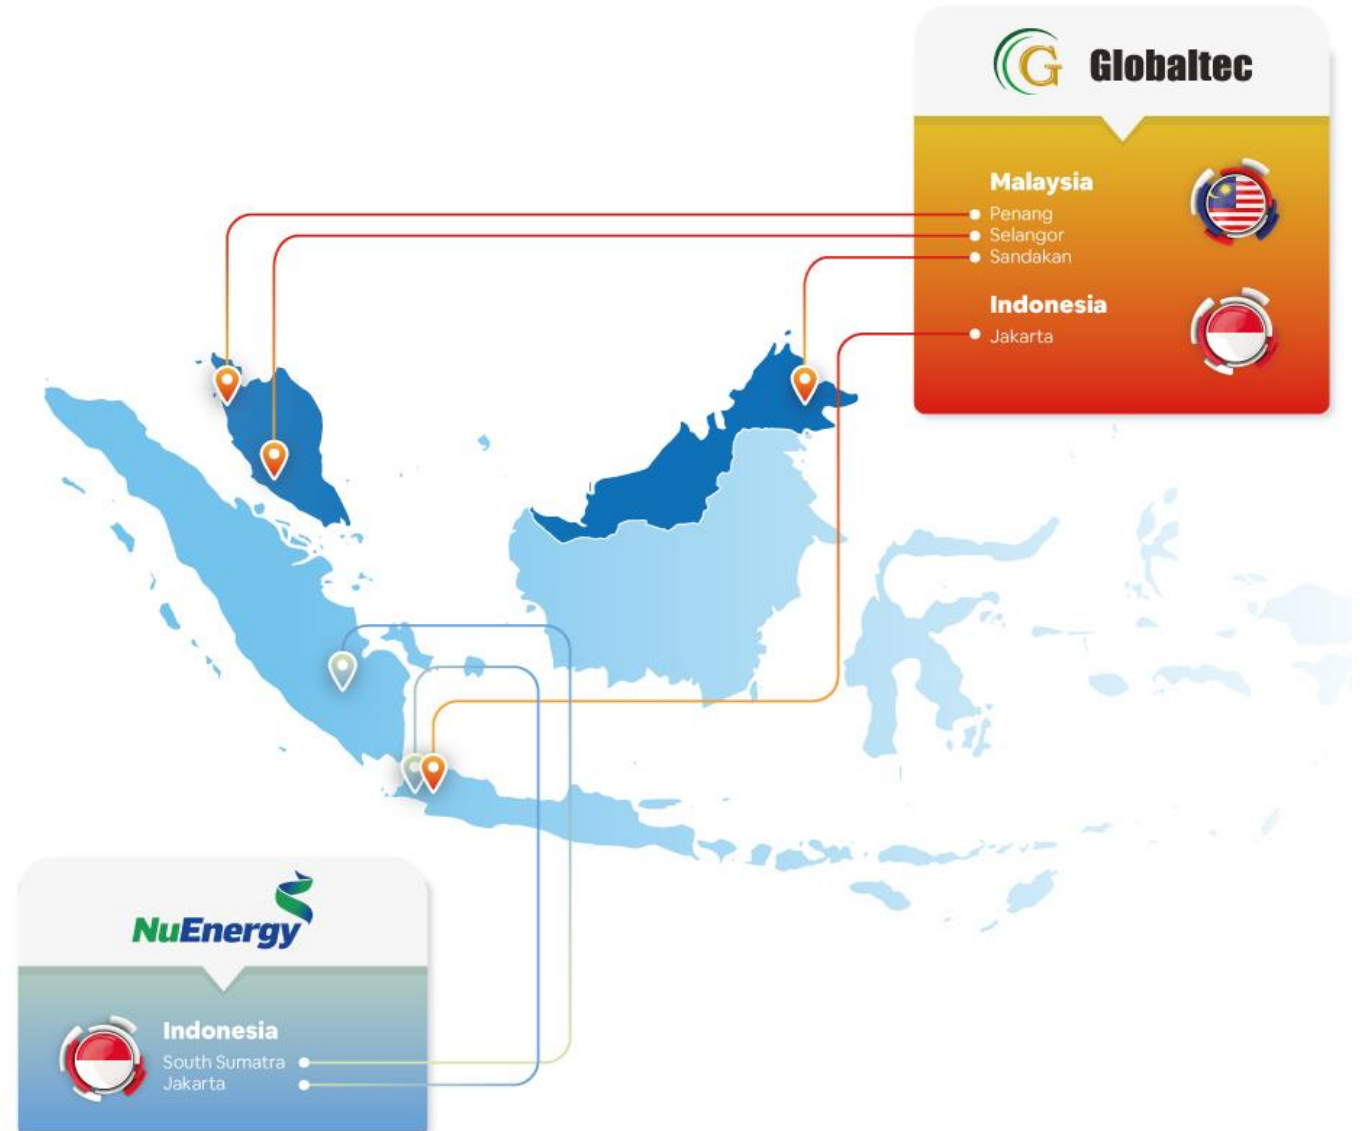 G Globaltec
Malaysia
Penang
Selangor
Sandakan
Indonesia
Jakarta
NuEnergy
Indonesia
South Sumatra
Jakarta